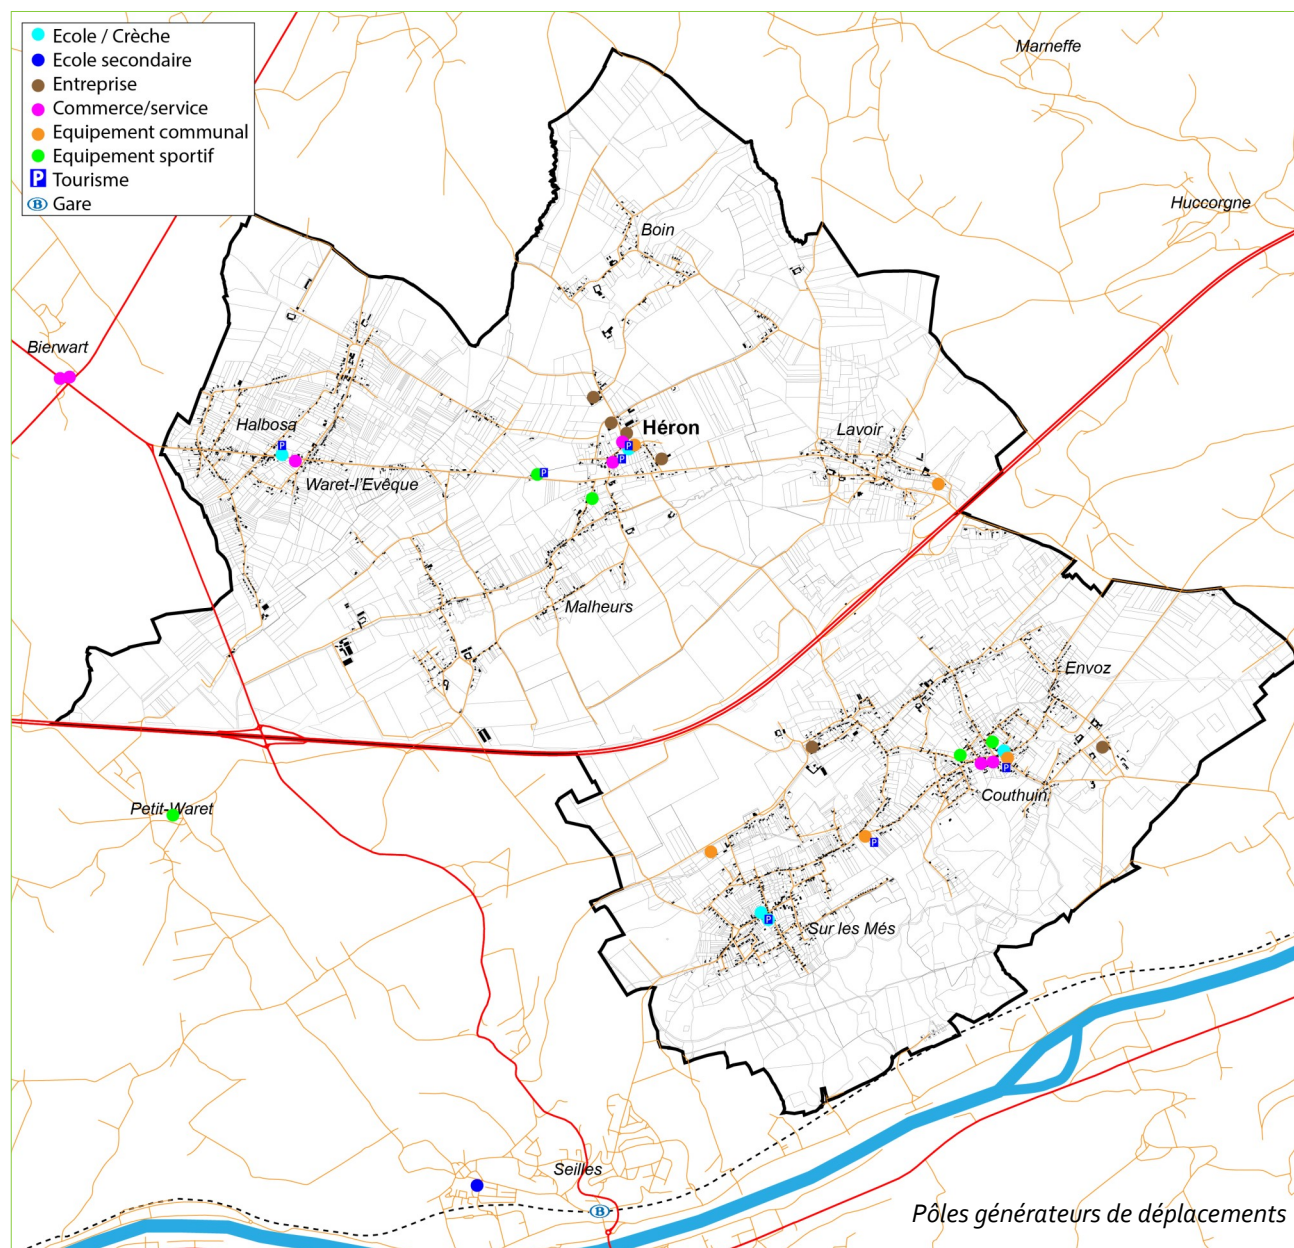 Ecole / Crèche
Ecole secondaire
Entreprise
Commerce/service
Equipement communal
Equipement sportif
P Tourisme
B Gare
Marneffe
Huccorgne
Boin
Bierwart
Halbosa
Héron
Lavoir
P
P
P
P
Waret-l'Evêque
Malheurs
Envoz
P
Couthuin
Petit-Waret
P
P
Sur les Més
Seilles
B
Pôles générateurs de déplacements